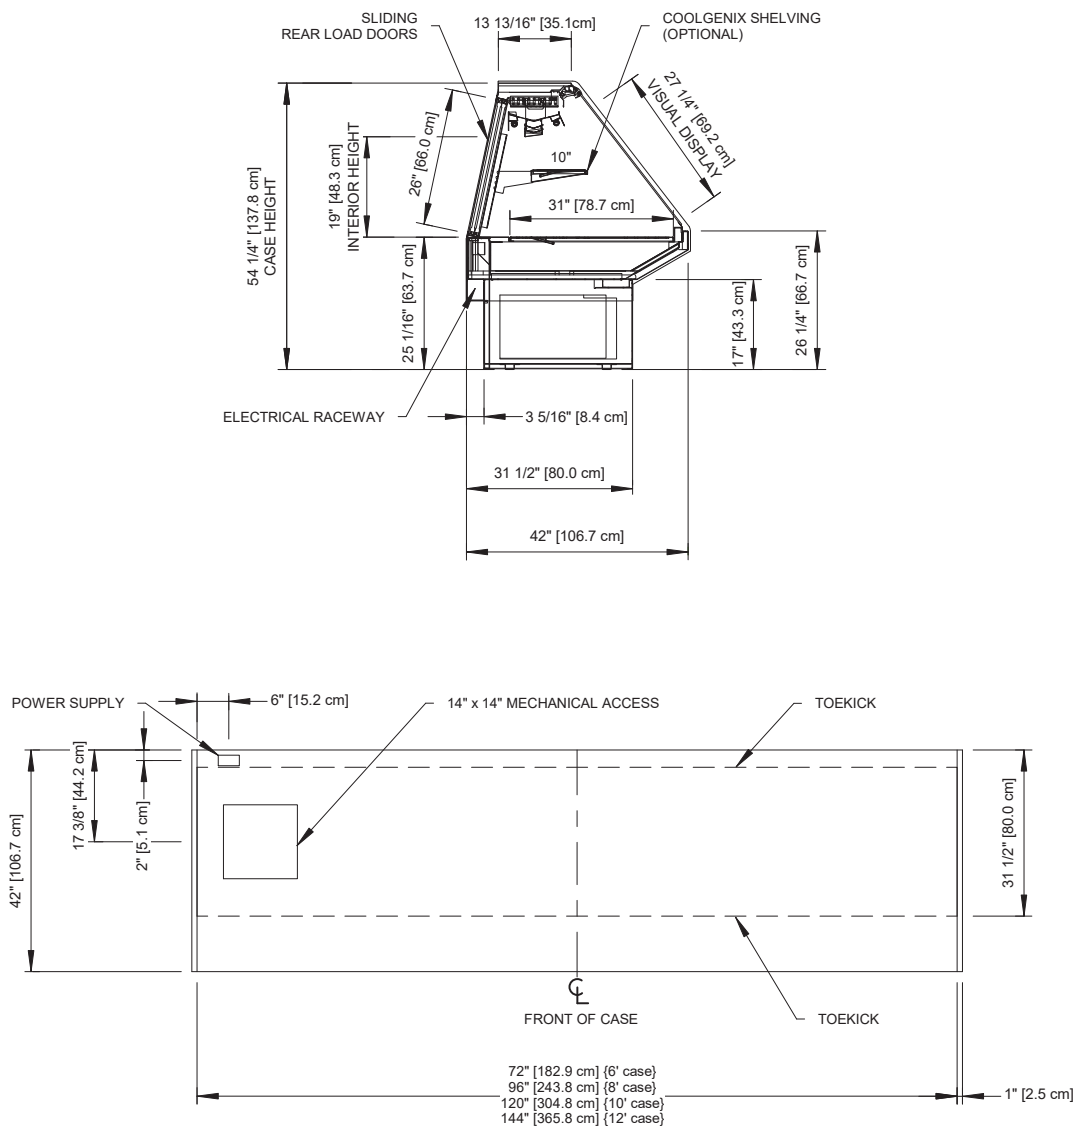 SLIDING
REAR LOAD DOORS
13 13/16" [35.1cm]
COOLGENIX SHELVING
(OPTIONAL)
27 1/4" [69.2 cm]
VISUAL DISPLAY
54 1/4" [137.8 cm]
CASE HEIGHT
19" [48.3 cm]
INTERIOR HEIGHT
26" [66.0 cm]
10"
31" [78.7 cm]
25 1/16" [63.7 cm]
17" [43.3 cm]
26 1/4" [66.7 cm]
ELECTRICAL RACEWAY
3 5/16" [8.4 cm]
31 1/2" [80.0 cm]
42" [106.7 cm]
POWER SUPPLY
6" [15.2 cm]
14" x 14" MECHANICAL ACCESS
TOEKICK
42" [106.7 cm]
17 3/8" [44.2 cm]
2" [5.1 cm]
31 1/2" [80.0 cm]
CL
FRONT OF CASE
TOEKICK
72" [182.9 cm] {6' case}
96" [243.8 cm] {8' case}
120" [304.8 cm] {10' case}
144" [365.8 cm] {12' case}
1" [2.5 cm]